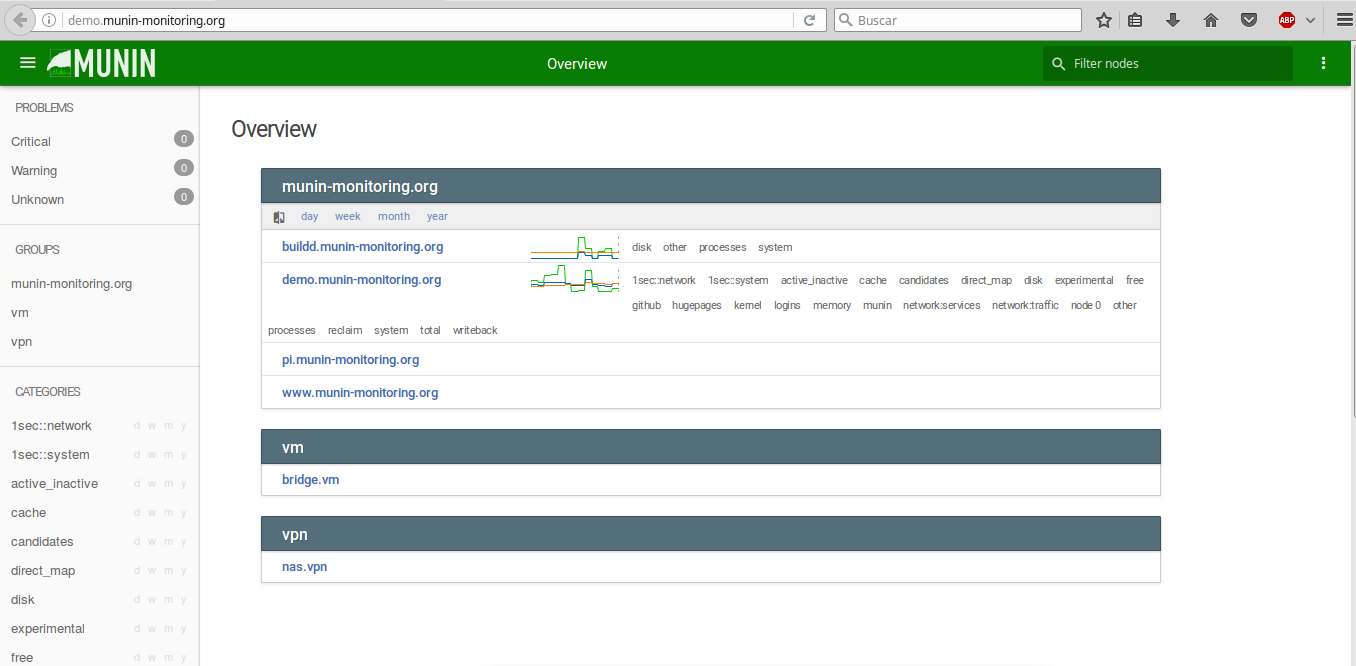 demo.munin-monitoring.org
Buscar
ABP
MUNIN
Overview
Filter nodes
PROBLEMS
Critical 0
Warning 0
Unknown 0
GROUPS
munin-monitoring.org
vm
vpn
CATEGORIES
1sec::network d w m y
1sec::system d w m y
active_inactive d w m y
cache d w m y
candidates d w m y
direct_map d w m y
disk d w m y
experimental d w m y
free d w m y
Overview
munin-monitoring.org
day week month year
buildd.munin-monitoring.org disk other processes system
demo.munin-monitoring.org 1sec::network 1sec::system active_inactive cache candidates direct_map disk experimental free
github hugepages kernel logins memory munin network:services network:traffic node 0 other
processes reclaim system total writeback
pi.munin-monitoring.org
www.munin-monitoring.org
vm
bridge.vm
vpn
nas.vpn